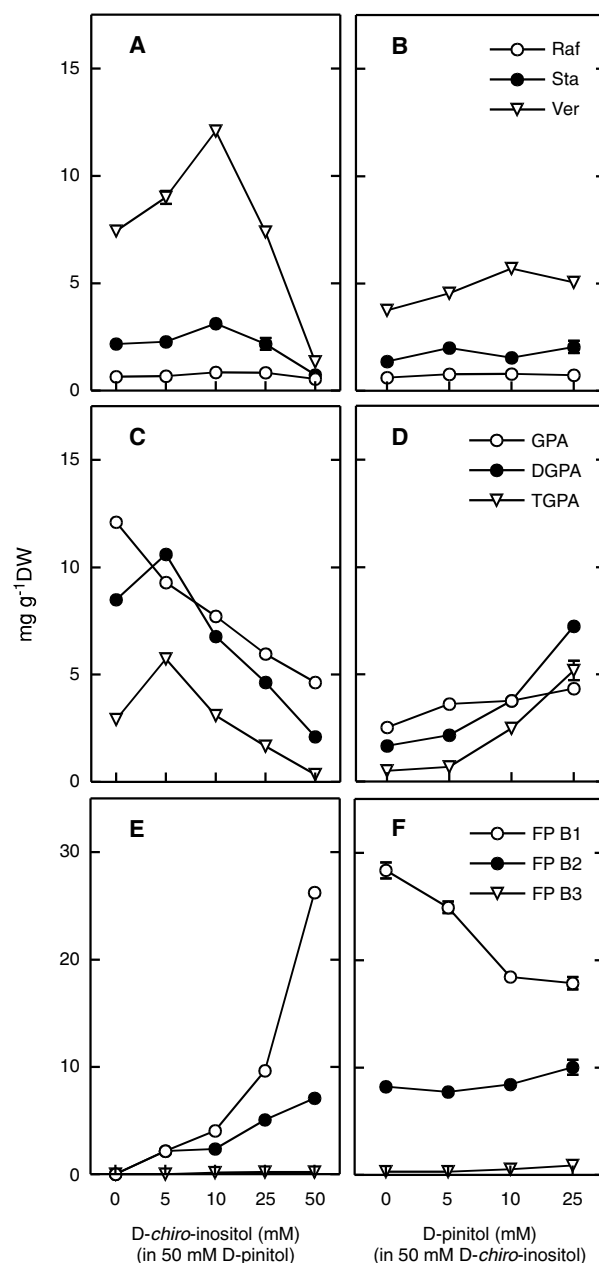 A
B
Raf
Sta
Ver
15
10
5
0
C
D
GPA
DGPA
TGPA
15
10
5
0
mg g⁻¹DW
E
F
FP B1
FP B2
FP B3
30
20
10
0
0 5 10 25 50
0 5 10 25
D-chiro-inositol (mM)
(in 50 mM D-pinitol)
D-pinitol (mM)
(in 50 mM D-chiro-inositol)